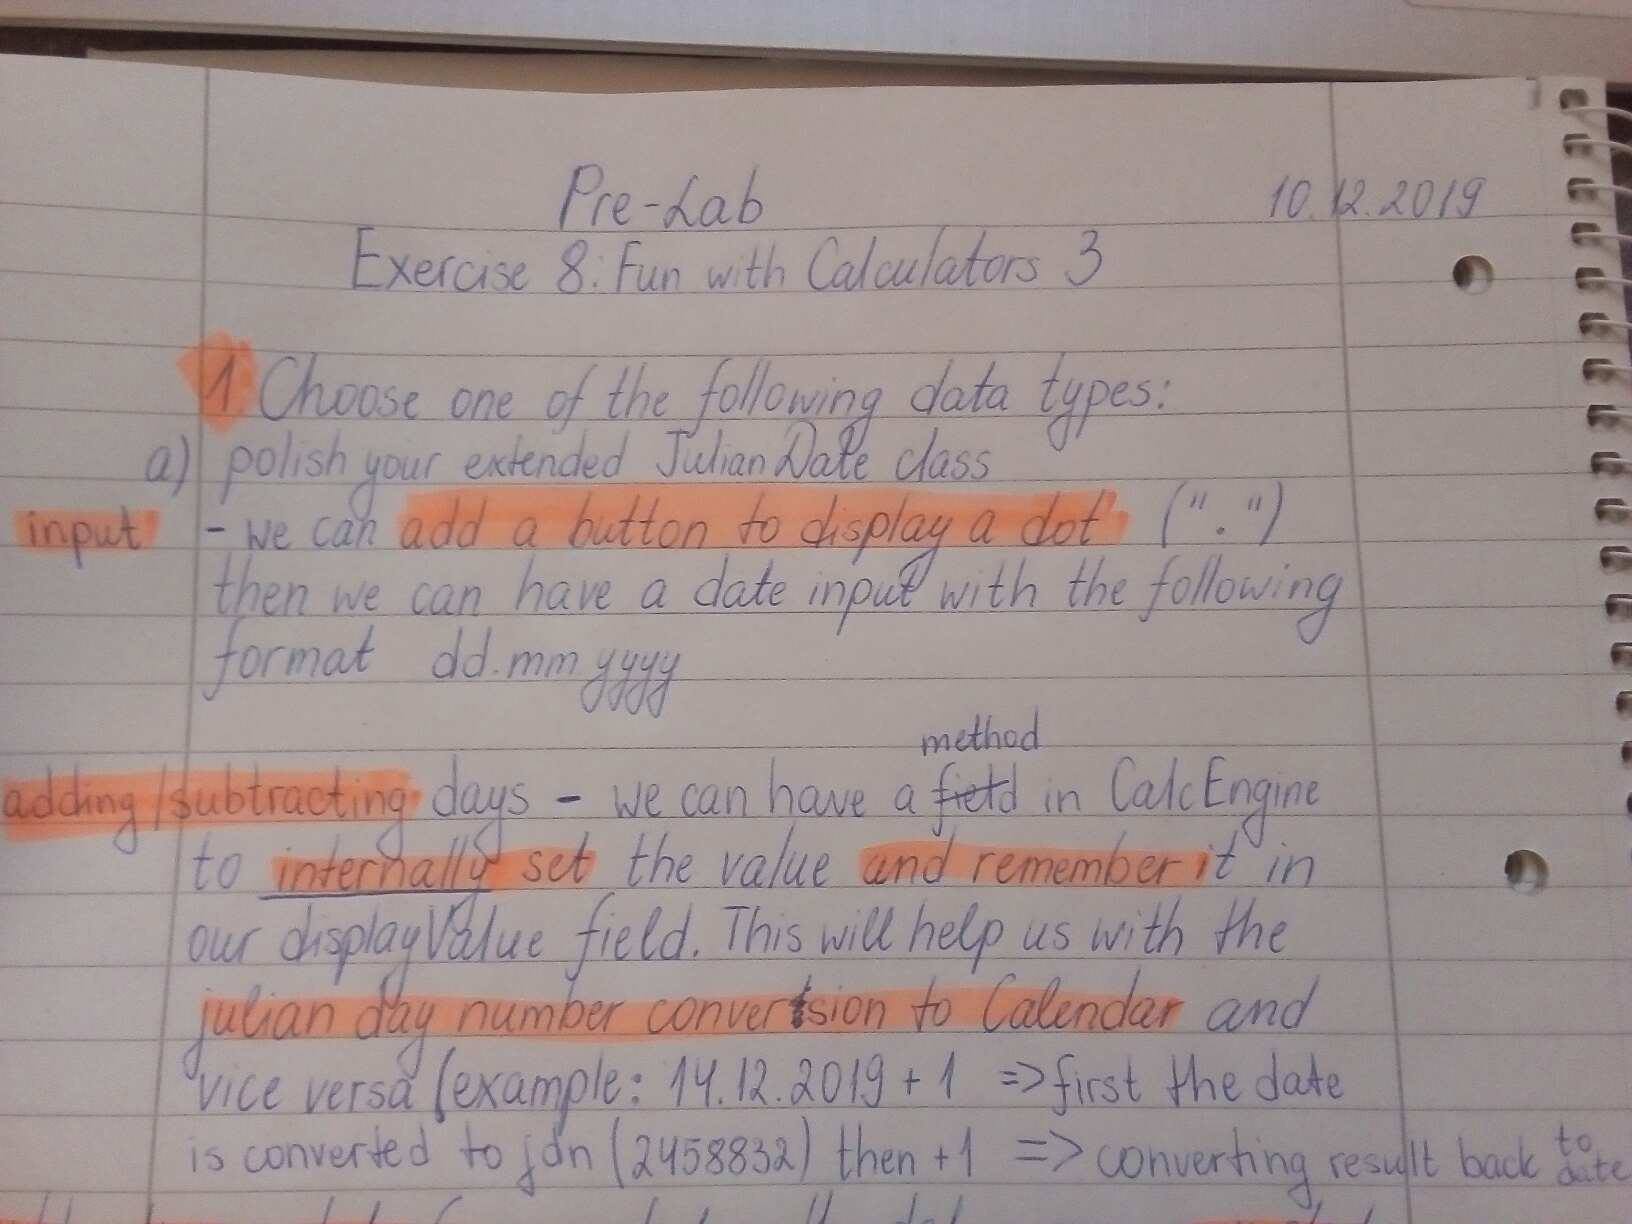 Pre-Lab
10.12.2019
Exercise 8: Fun with Calculators 3
1 Choose one of the following data types:
a) polish your extended JulianDate class
input - we can add a button to display a dot (".")
then we can have a date input with the following
format dd.mm yyyy
method
adding/subtracting days - we can have a field in CalcEngine
to internally set the value and remember it in
our displayValue field. This will help us with the
julian day number conversion to Calendar and
vice versa (example: 14.12.2019 + 1 => first the date
is converted to jdn (2458832) then +1 => converting result back to date